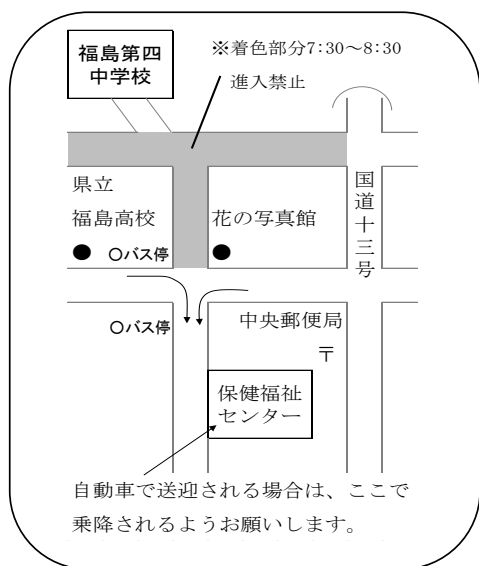 福島第四
中学校
※着色部分7:30～8:30
進入禁止
県立
福島高校
花の写真館
国道十三号
○バス停
○バス停
中央郵便局
〒
保健福祉
センター
自動車で送迎される場合は、ここで
乗降されるようお願いします。